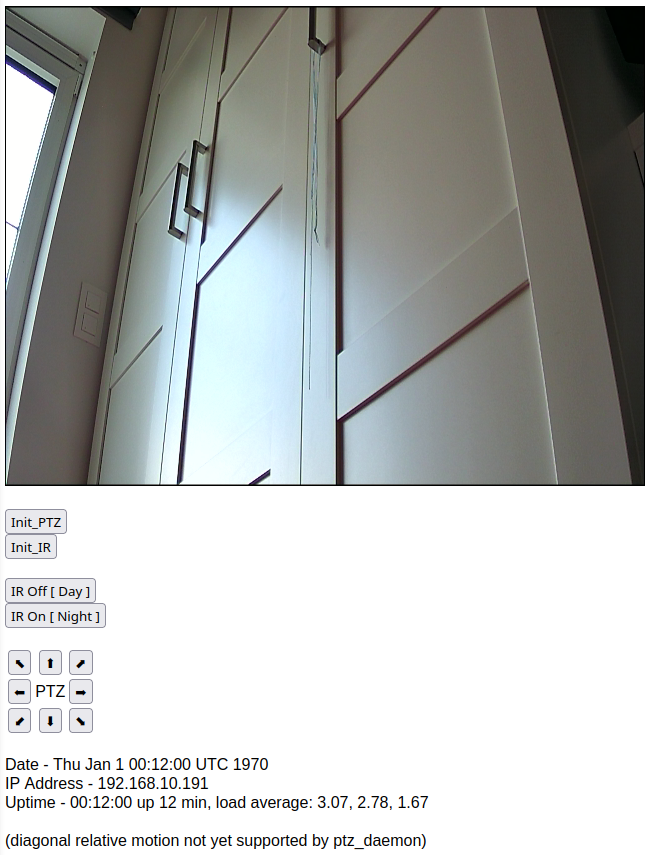 Init_PTZ
Init_IR
IR Off [ Day ]
IR On [ Night ]
⬉ ⬆ ⬈
⬅ PTZ ➡
⬋ ⬇ ⬊
Date - Thu Jan 1 00:12:00 UTC 1970
IP Address - 192.168.10.191
Uptime - 00:12:00 up 12 min, load average: 3.07, 2.78, 1.67
(diagonal relative motion not yet supported by ptz_daemon)